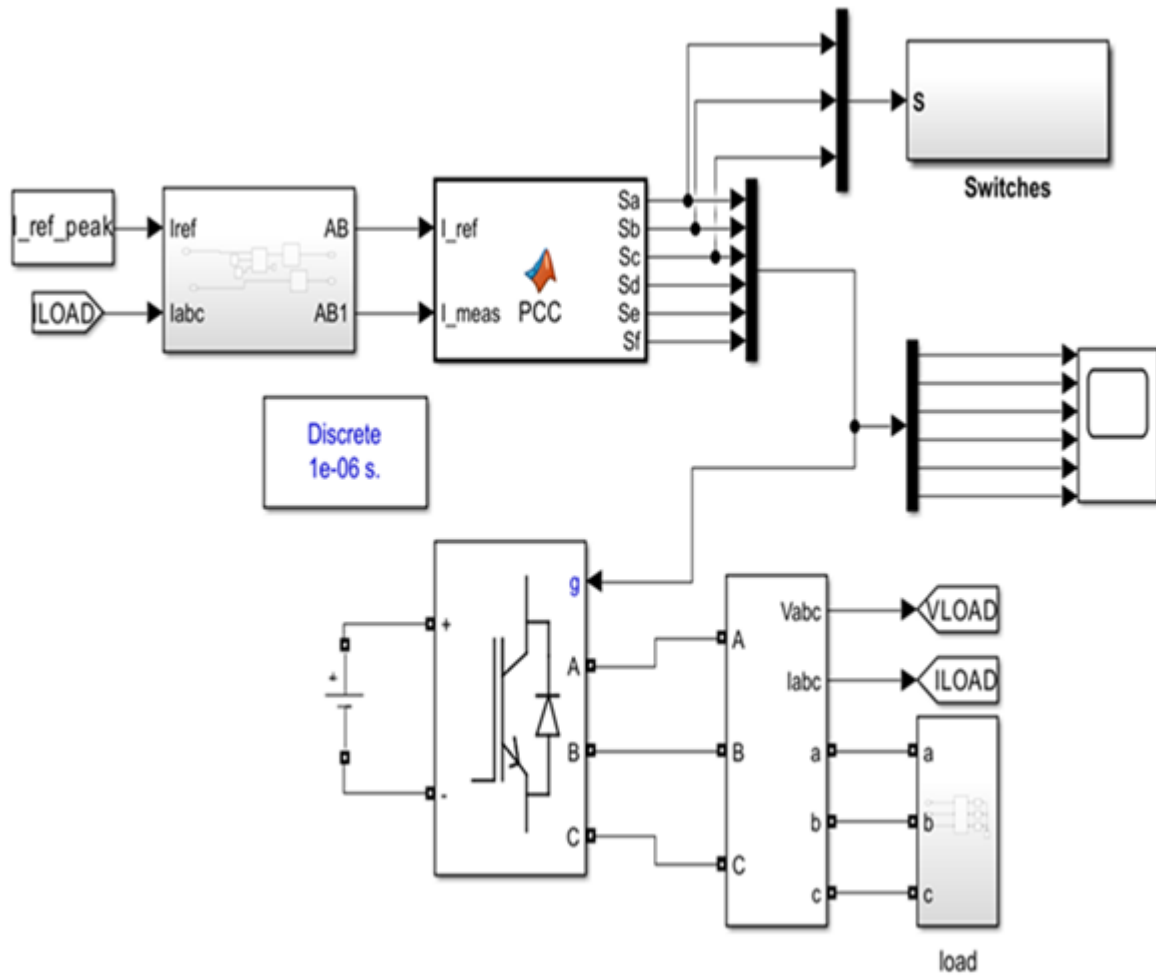 S
Switches
I_ref_peak
ILOAD
Iref
Iabc
AB
AB1
I_ref
I_meas
PCC
Sa
Sb
Sc
Sd
Se
Sf
Discrete
1e-06 s.
+
-
+
g
A
B
C
A
B
C
Vabc
Iabc
a
b
c
VLOAD
ILOAD
a
b
c
load